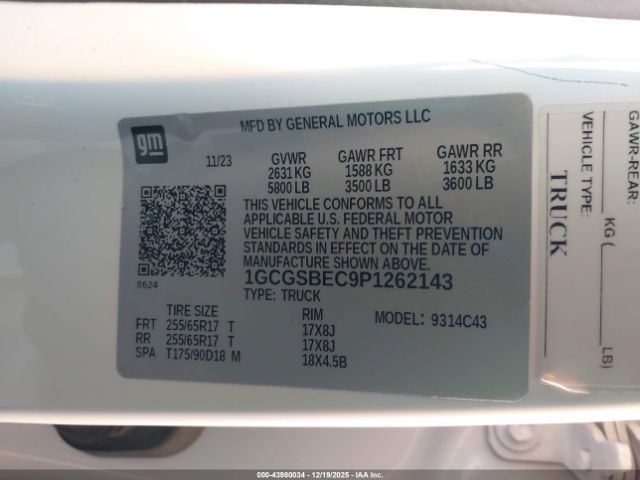 gm
MFD BY GENERAL MOTORS LLC
11/23 GVWR GAWR FRT GAWR RR
2631 KG 1588 KG 1633 KG
5800 LB 3500 LB 3600 LB
THIS VEHICLE CONFORMS TO ALL
APPLICABLE U.S. FEDERAL MOTOR
VEHICLE SAFETY AND THEFT PREVENTION
STANDARDS IN EFFECT ON THE DATE OF
MANUFACTURE SHOWN ABOVE.
1GCGSBEC9P1262143
TYPE: TRUCK
8624
TIRE SIZE RIM MODEL: 9314C43
FRT 255/65R17 T 17X8J
RR 255/65R17 T 17X8J
SPA T175/90D18 M 18X4.5B
GAWR-REAR:
KG (
LB)
VEHICLE TYPE:
TRUCK
000-43980034 | 12/19/2025 | IAA Inc.